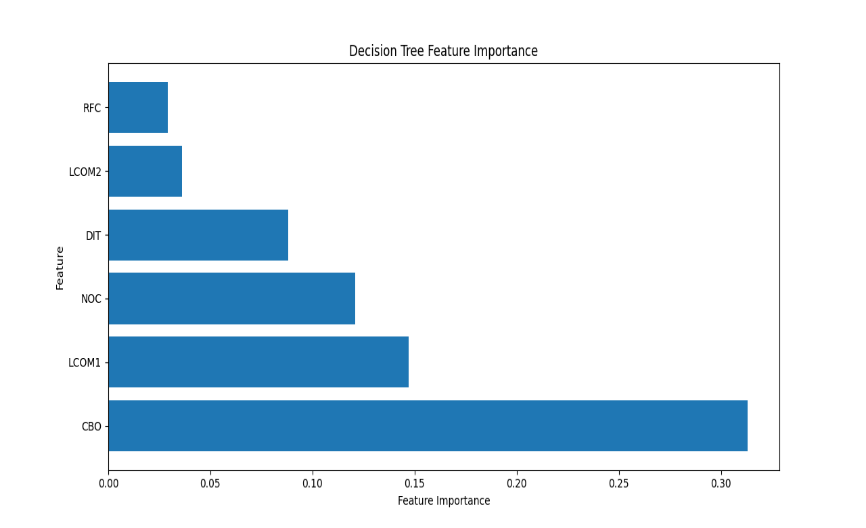 Decision Tree Feature Importance
RFC
LCOM2
DIT
NOC
LCOM1
CBO
Feature
0.00 0.05 0.10 0.15 0.20 0.25 0.30
Feature Importance